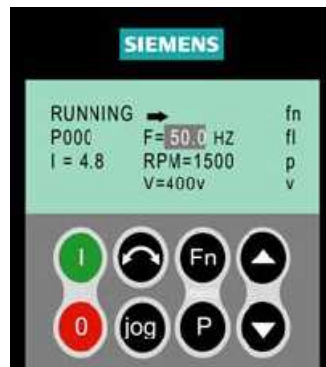 SIEMENS
RUNNING fn
P000 F= 50.0 HZ fl
I = 4.8 RPM=1500 p
V=400v v
I Fn
0 jog P